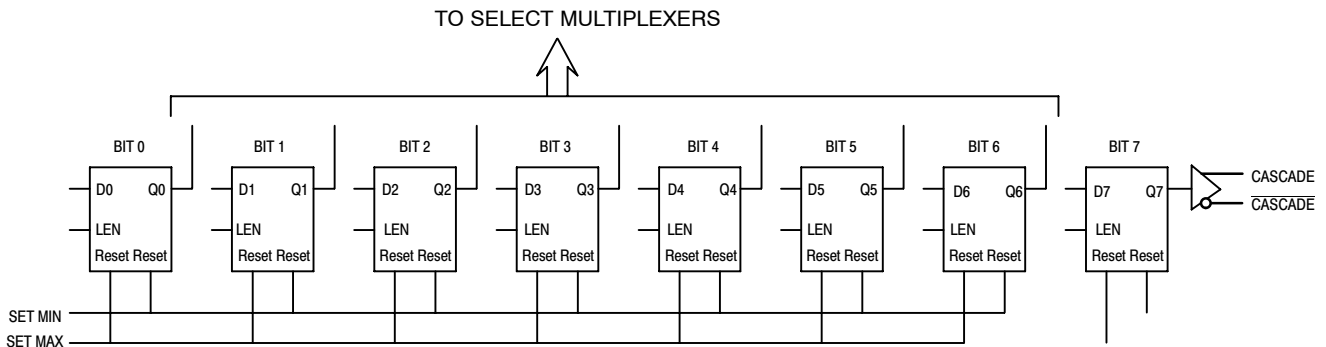 TO SELECT MULTIPLEXERS
BIT 0 BIT 1 BIT 2 BIT 3 BIT 4 BIT 5 BIT 6 BIT 7
D0 Q0 D1 Q1 D2 Q2 D3 Q3 D4 Q4 D5 Q5 D6 Q6 D7 Q7 CASCADE
CASCADE
LEN LEN LEN LEN LEN LEN LEN LEN
Reset Reset Reset Reset Reset Reset Reset Reset Reset Reset Reset Reset Reset Reset Reset Reset
SET MIN
SET MAX